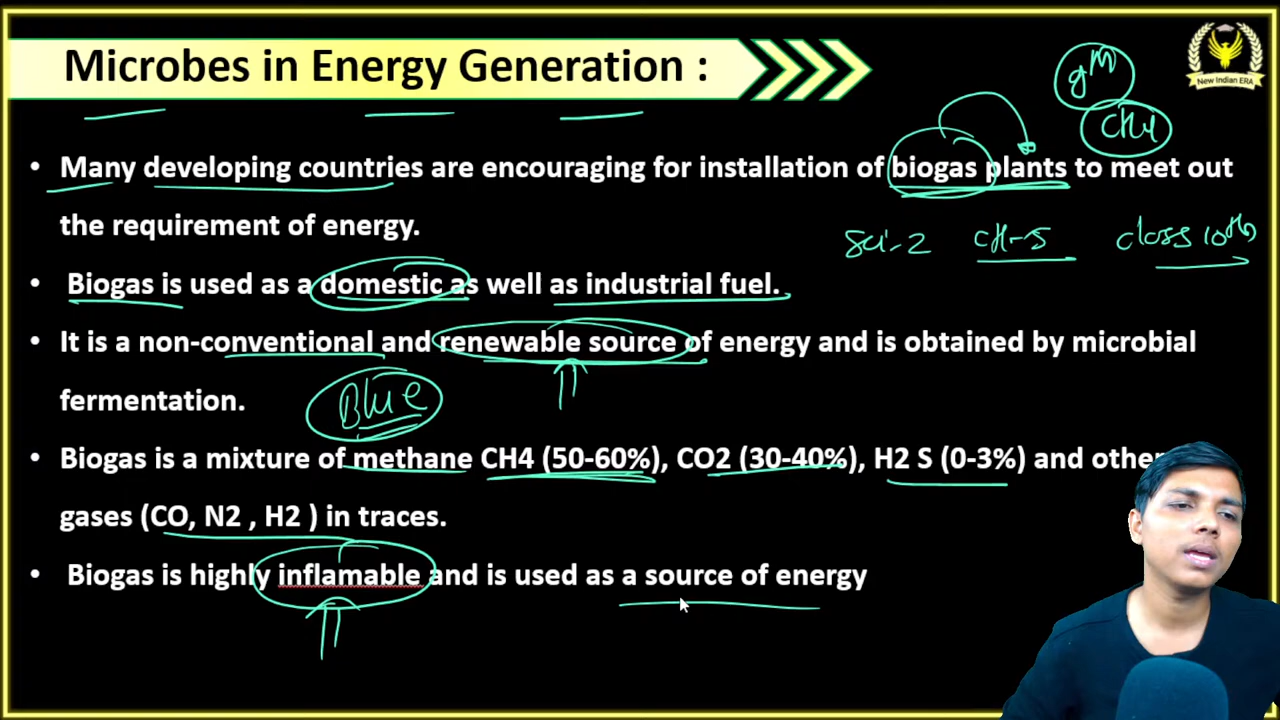 Microbes in Energy Generation :
gM
CH4
New Indian ERA
• Many developing countries are encouraging for installation of biogas plants to meet out
the requirement of energy.
Sci-2 CH-5 class 10th
• Biogas is used as a domestic as well as industrial fuel.
• It is a non-conventional and renewable source of energy and is obtained by microbial
fermentation.
Blue
• Biogas is a mixture of methane CH4 (50-60%), CO2 (30-40%), H2 S (0-3%) and other
gases (CO, N2 , H2 ) in traces.
• Biogas is highly inflamable and is used as a source of energy